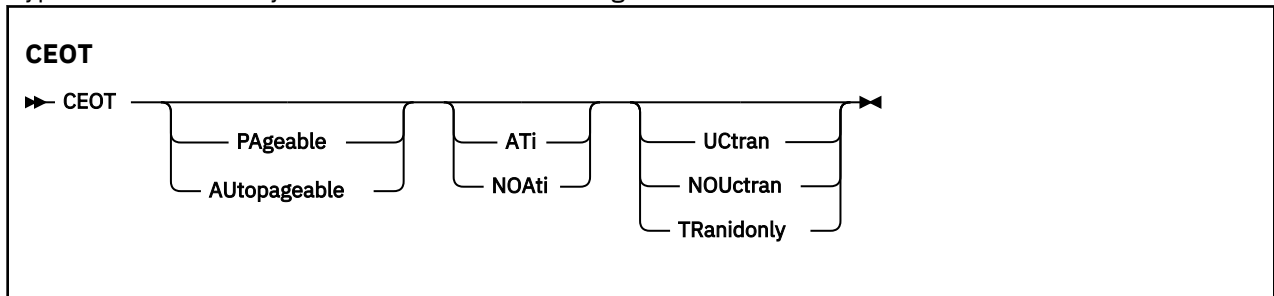 CEOT
CEOT
PAgeable
AUtopageable
ATi
NOAti
UCtran
NOUctran
TRanidonly